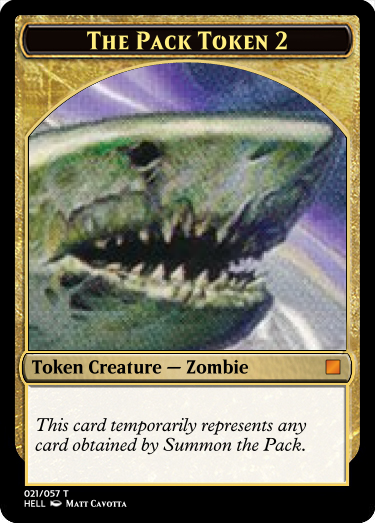 The Pack Token 2
Token Creature — Zombie
This card temporarily represents any
card obtained by Summon the Pack.
021/057 T
HELL Matt Cavotta